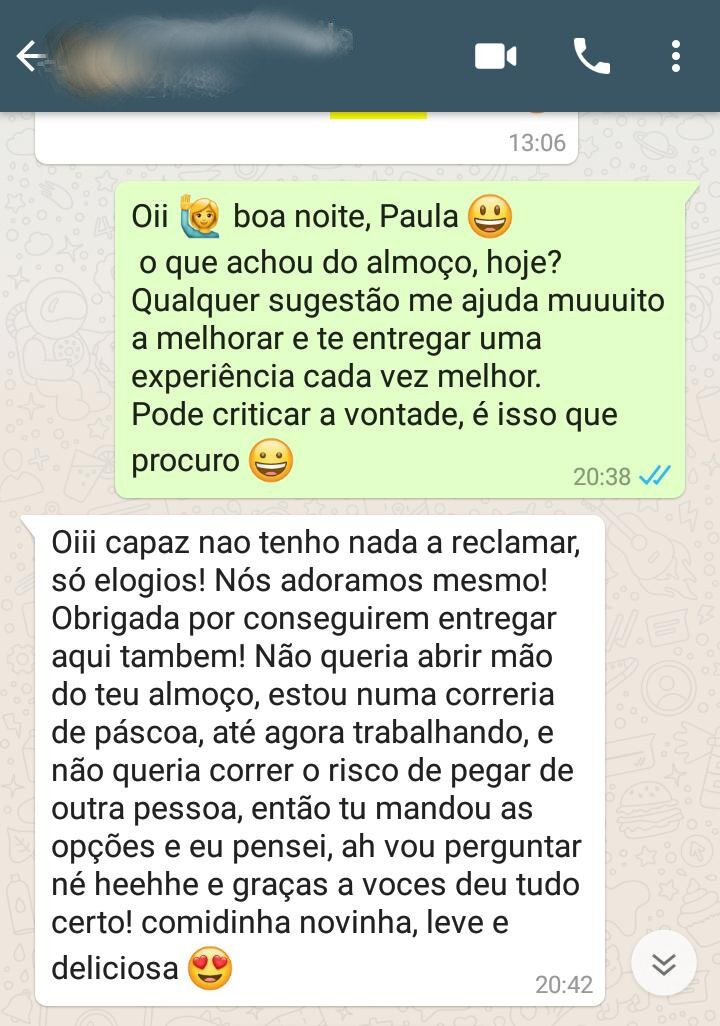 13:06
Oii 🙋 boa noite, Paula 😃
o que achou do almoço, hoje?
Qualquer sugestão me ajuda muuuito
a melhorar e te entregar uma
experiência cada vez melhor.
Pode criticar a vontade, é isso que
procuro 😀
20:38
Oiii capaz nao tenho nada a reclamar,
só elogios! Nós adoramos mesmo!
Obrigada por conseguirem entregar
aqui tambem! Não queria abrir mão
do teu almoço, estou numa correria
de páscoa, até agora trabalhando, e
não queria correr o risco de pegar de
outra pessoa, então tu mandou as
opções e eu pensei, ah vou perguntar
né heehhe e graças a voces deu tudo
certo! comidinha novinha, leve e
deliciosa 😍
20:42